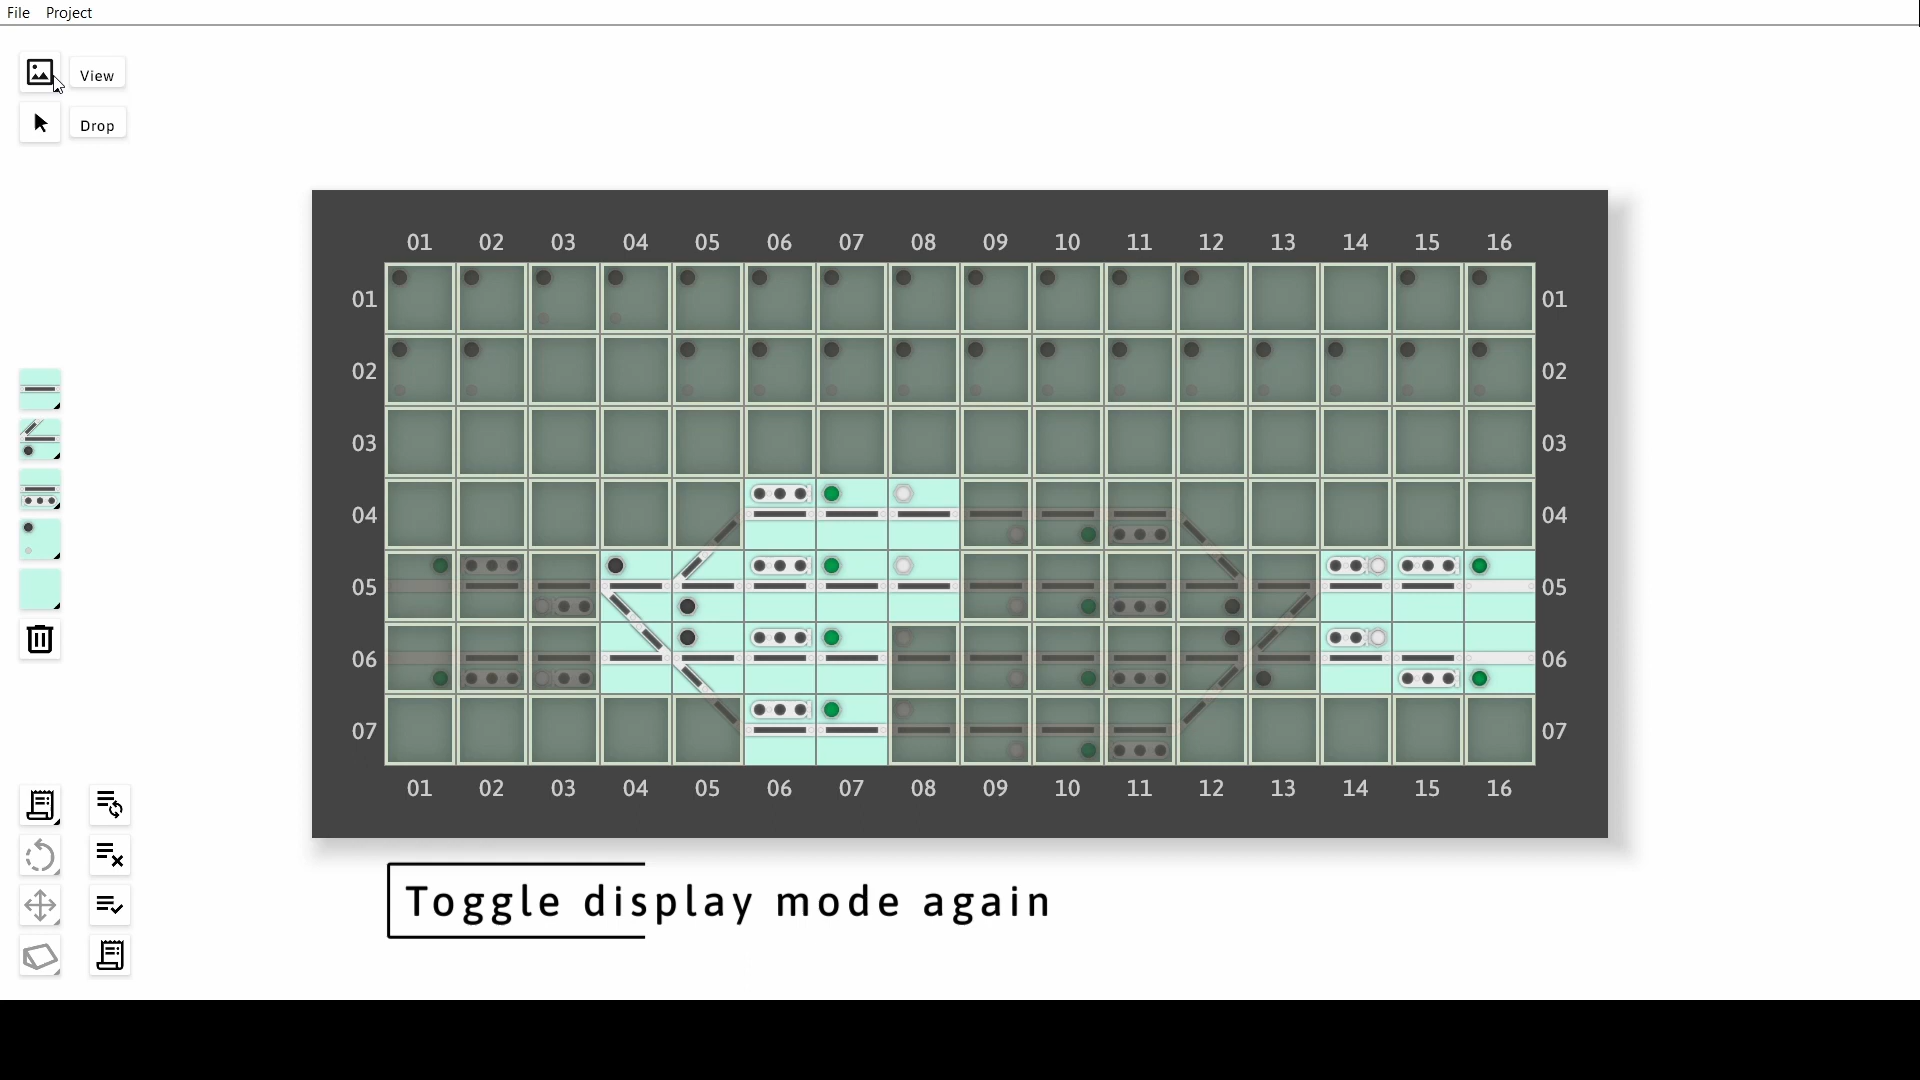 File Project
View
Drop
01 02 03 04 05 06 07 08 09 10 11 12 13 14 15 16
01 01
02 02
03 03
04 04
05 05
06 06
07 07
01 02 03 04 05 06 07 08 09 10 11 12 13 14 15 16
Toggle display mode again